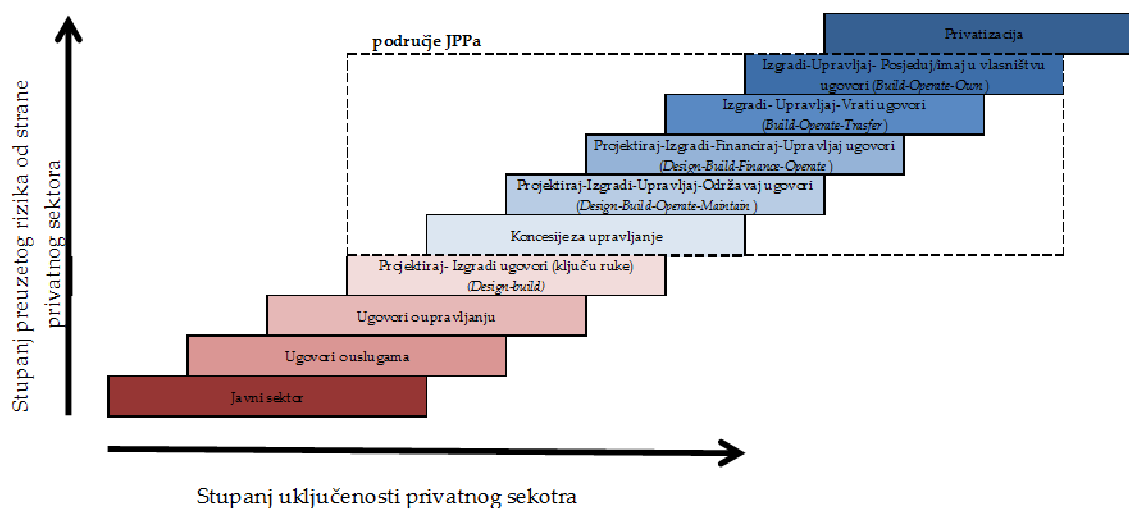 Privatizacija
područje JPPa
Izgradi-Upravljaj- Posjeduj/imaj u vlasništvu
ugovori (Build-Operate-Own)
Izgradi- Upravljaj-Vrati ugovori
(Build-Operate-Trasfer)
Projektiraj-Izgradi-Financiraj-Upravljaj ugovori
(Design-Build-Finance-Operate)
Projektiraj-Izgradi-Upravljaj-Održavaj ugovori
(Design-Build-Operate-Maintain)
Koncesije za upravljanje
Projektiraj- Izgradi ugovori (ključ u ruke)
(Design-build)
Ugovori o upravljanju
Ugovori o uslugama
Javni sektor
Stupanj preuzetog rizika od strane
privatnog sektora
Stupanj uključenosti privatnog sekotra